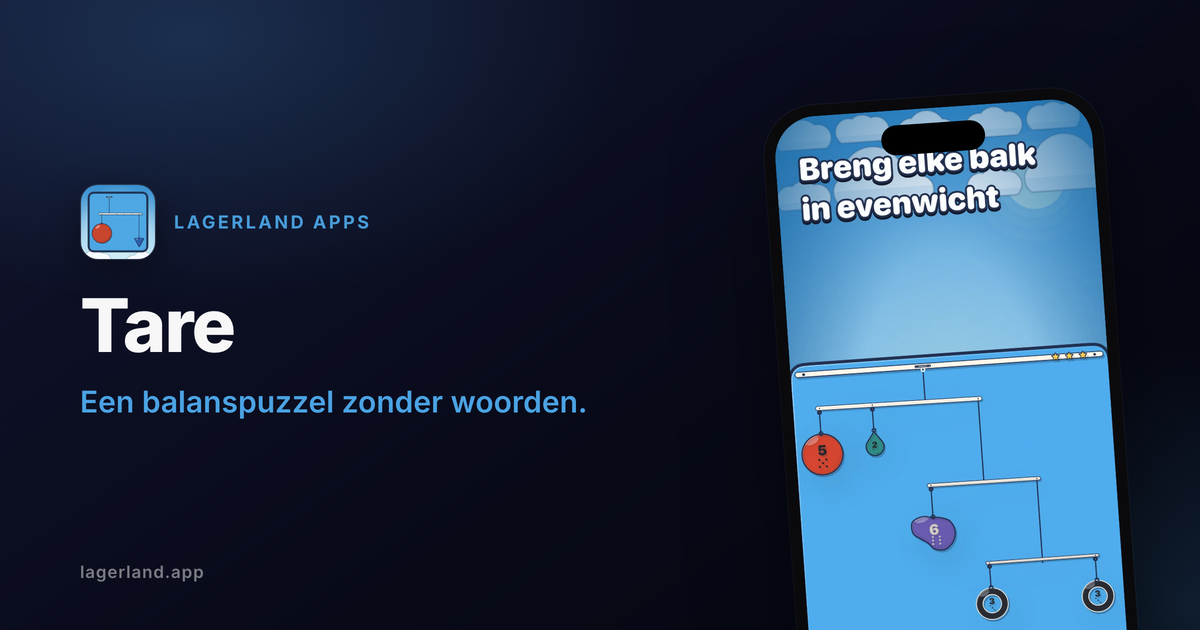 LAGERLAND APPS
Tare
Een balanspuzzel zonder woorden.
lagerland.app
Breng elke balk
in evenwicht
5
2
6
3
3